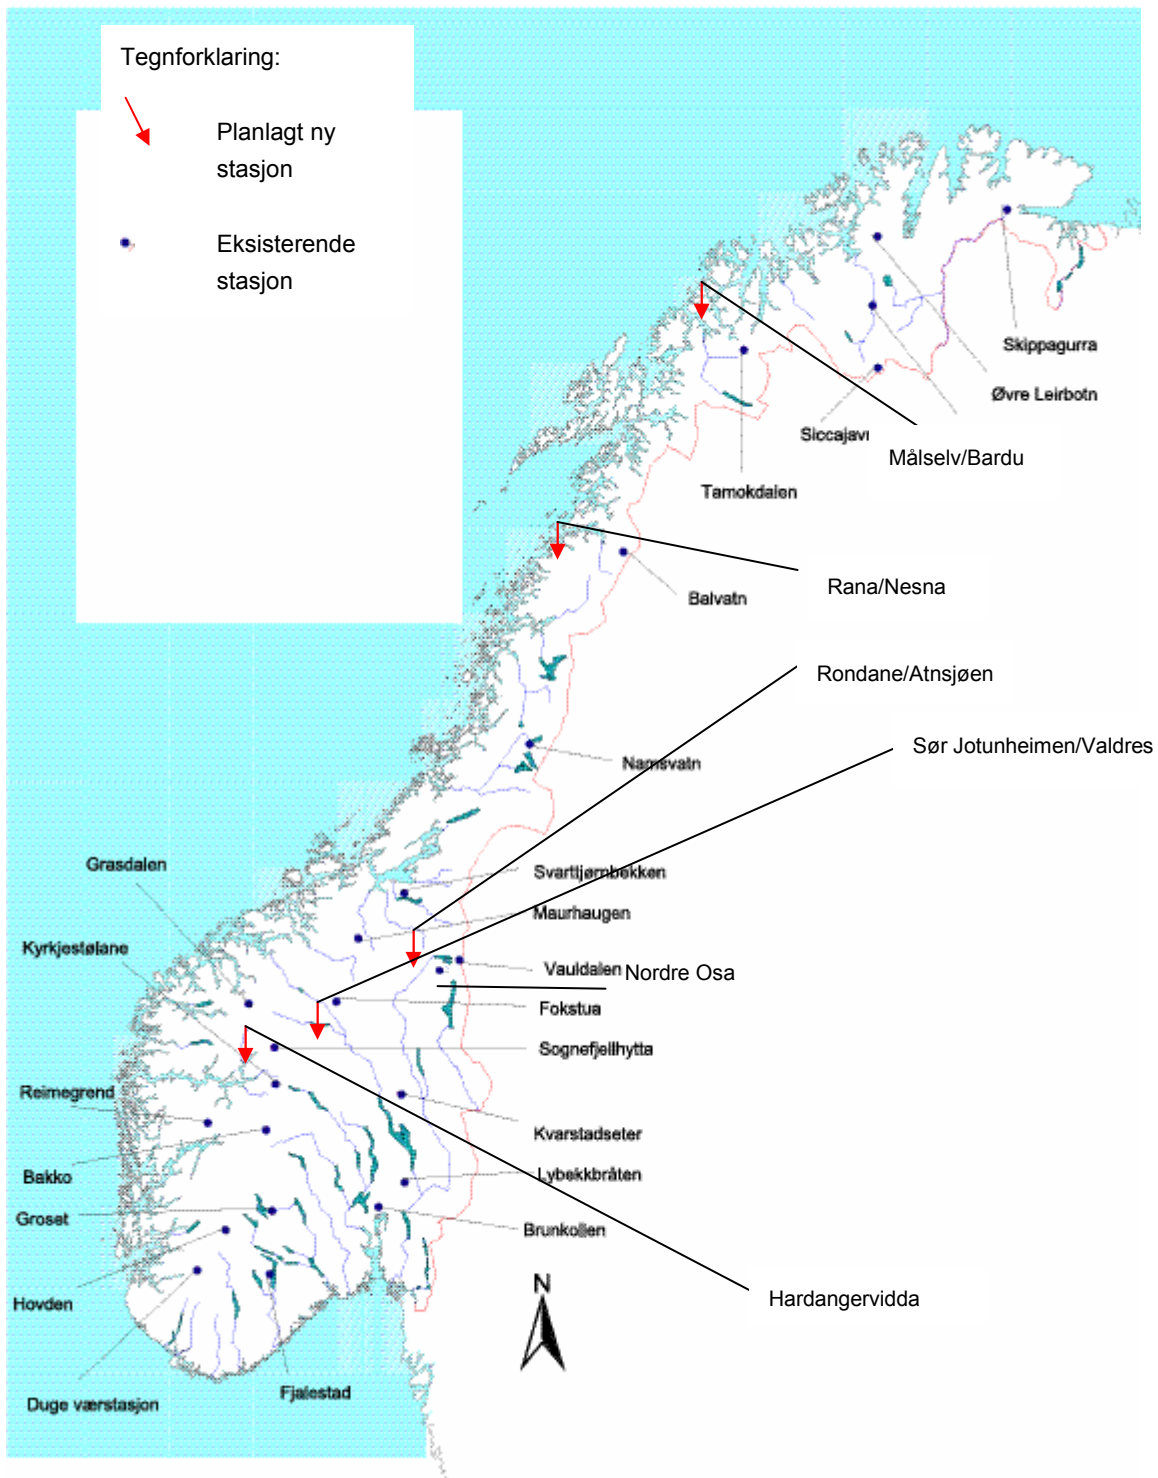 Tegnforklaring:
Planlagt ny
stasjon
Eksisterende
stasjon
Skippagurra
Øvre Leirbotn
Siccajavr
Målselv/Bardu
Tamokdalen
Rana/Nesna
Balvatn
Rondane/Atnsjøen
Sør Jotunheimen/Valdres
Namsvatn
Grasdalen
Svarttjørnbekken
Maurhaugen
Kyrkjestølane
Vauldalen
Nordre Osa
Fokstua
Sognefjellhytta
Reimegrend
Kvarstadseter
Bakko
Lybekkbråten
Groset
Brunkollen
N
Hardangervidda
Hovden
Fjalestad
Duge værstasjon